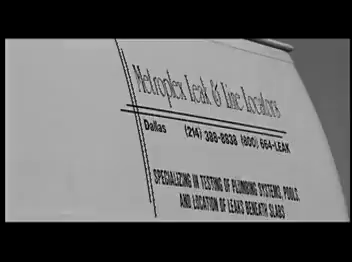 Metroplex Leak & Line Locators
Dallas (214) 388-8838 (800) 664-LEAK
SPECIALIZING IN TESTING OF PLUMBING SYSTEMS, POOLS,
AND LOCATION OF LEAKS BENEATH SLABS